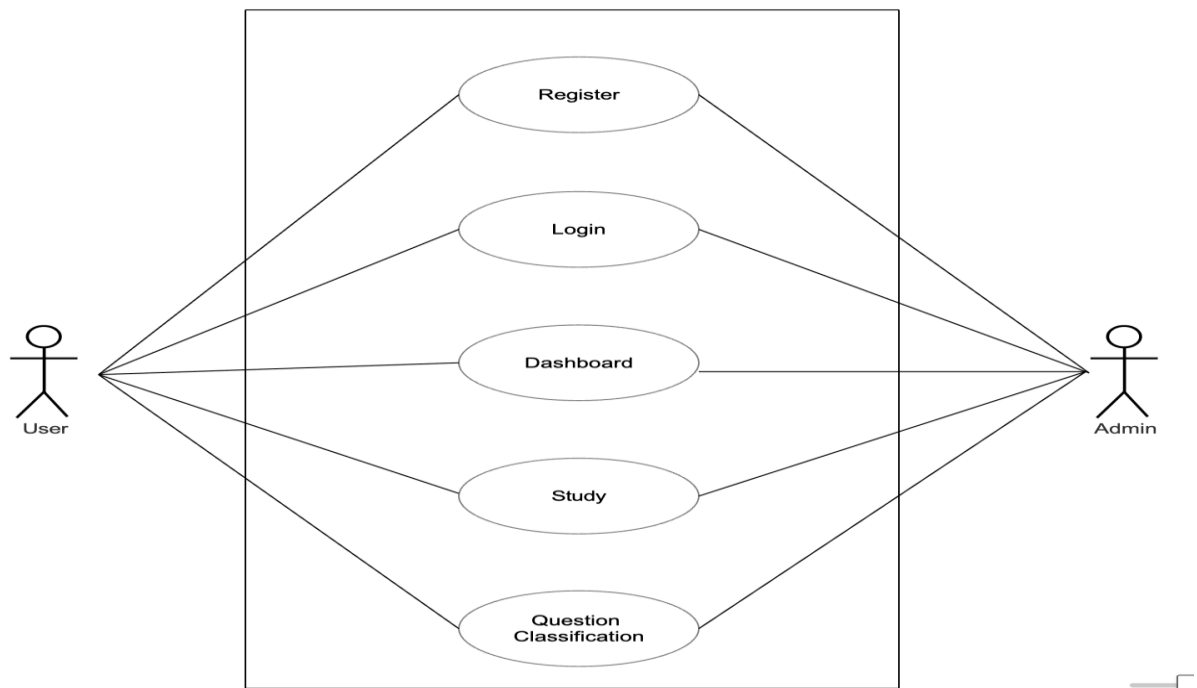 Register
Login
Dashboard
User
Admin
Study
Question
Classification